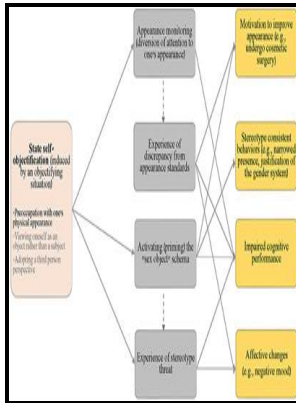 State self-
objectification (induced
by an objectifying
situation)
•Preoccupation with one's
physical appearance
-Viewing oneself as an
object rather than a subject
-Adopting a third person
perspective
Appearance monitoring
(diversion of attention to
one's appearance)
Experience of
discrepancy from
appearance standards
Activating (priming) the
"sex object" schema
Experience of stereotype
threat
Motivation to improve
appearance (e.g.,
undergo cosmetic
surgery)
Stereotype consistent
behaviors (e.g., narrowed
presence, justification of
the gender system)
Impaired cognitive
performance
Affective changes
(e.g., negative mood)